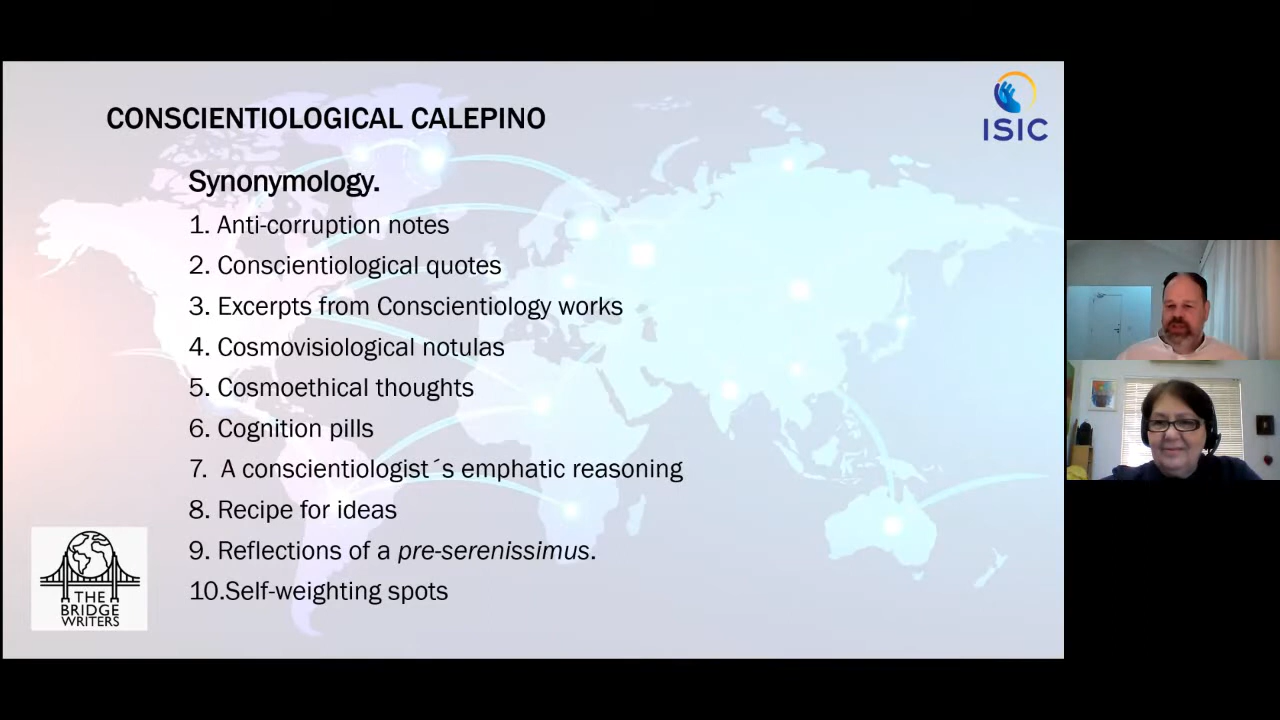 CONSCIENTIOLOGICAL CALEPINO
ISIC
Synonymology.
1. Anti-corruption notes
2. Conscientiological quotes
3. Excerpts from Conscientiology works
4. Cosmovisiological notulas
5. Cosmoethical thoughts
6. Cognition pills
7.  A conscientiologist´s emphatic reasoning
8. Recipe for ideas
9. Reflections of a pre-serenissimus.
10.Self-weighting spots
THE
BRIDGE
WRITERS